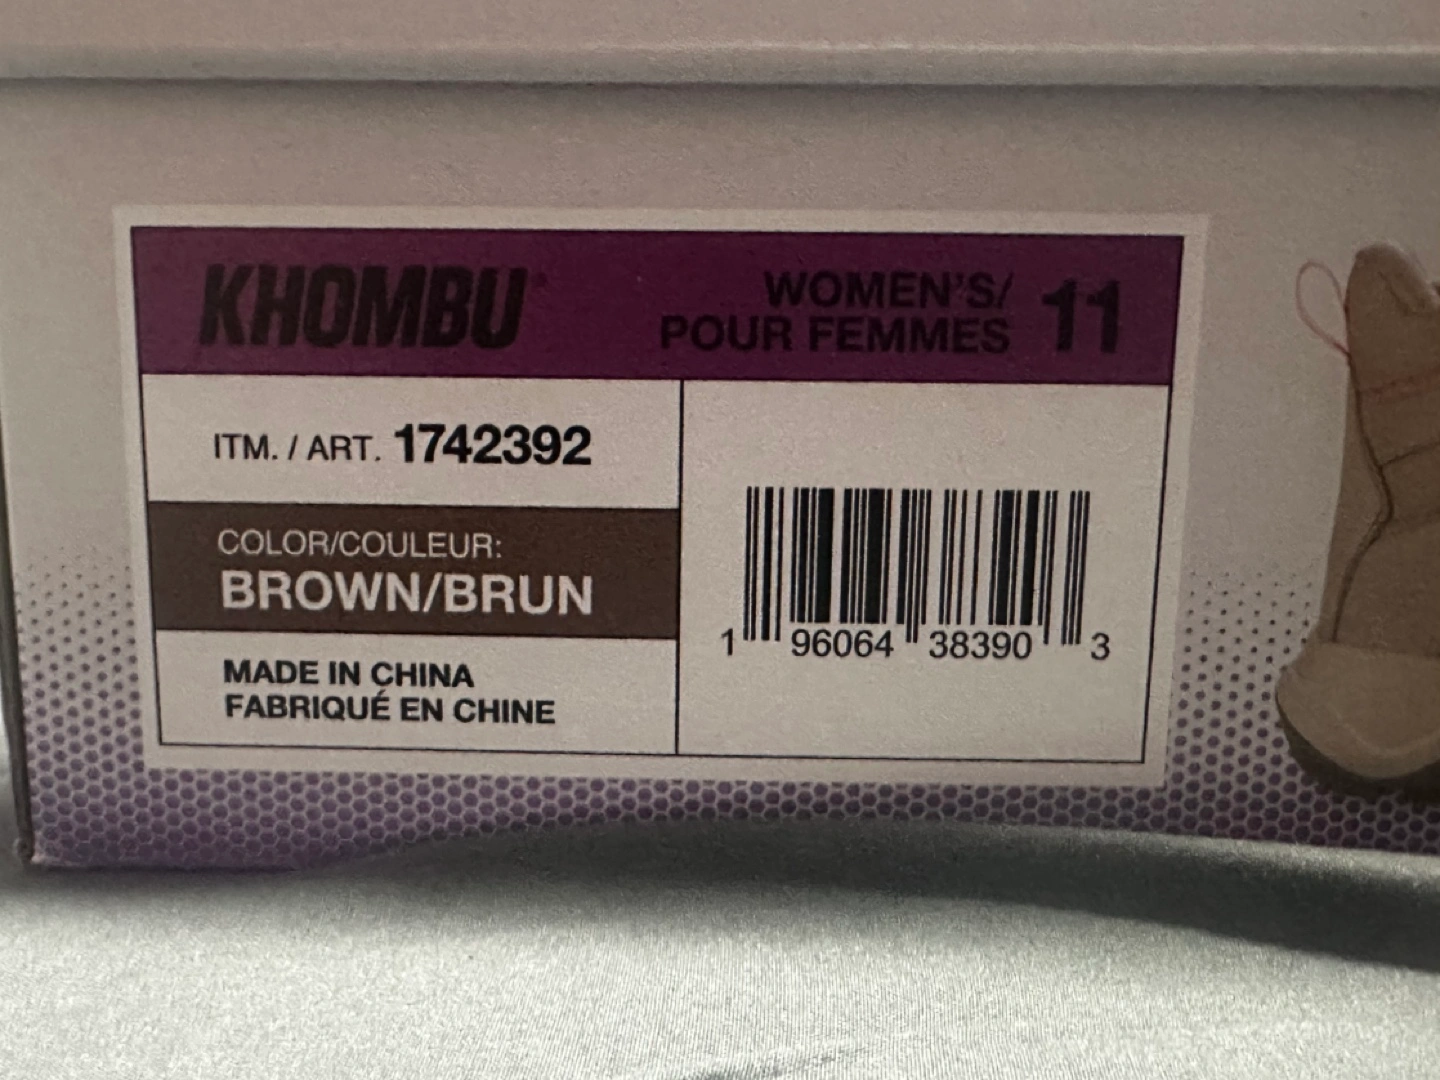 KHOMBU
WOMEN'S/
POUR FEMMES
11
ITM. / ART. 1742392
COLOR/COULEUR:
BROWN/BRUN
MADE IN CHINA
FABRIQUÉ EN CHINE
1 96064 38390 3